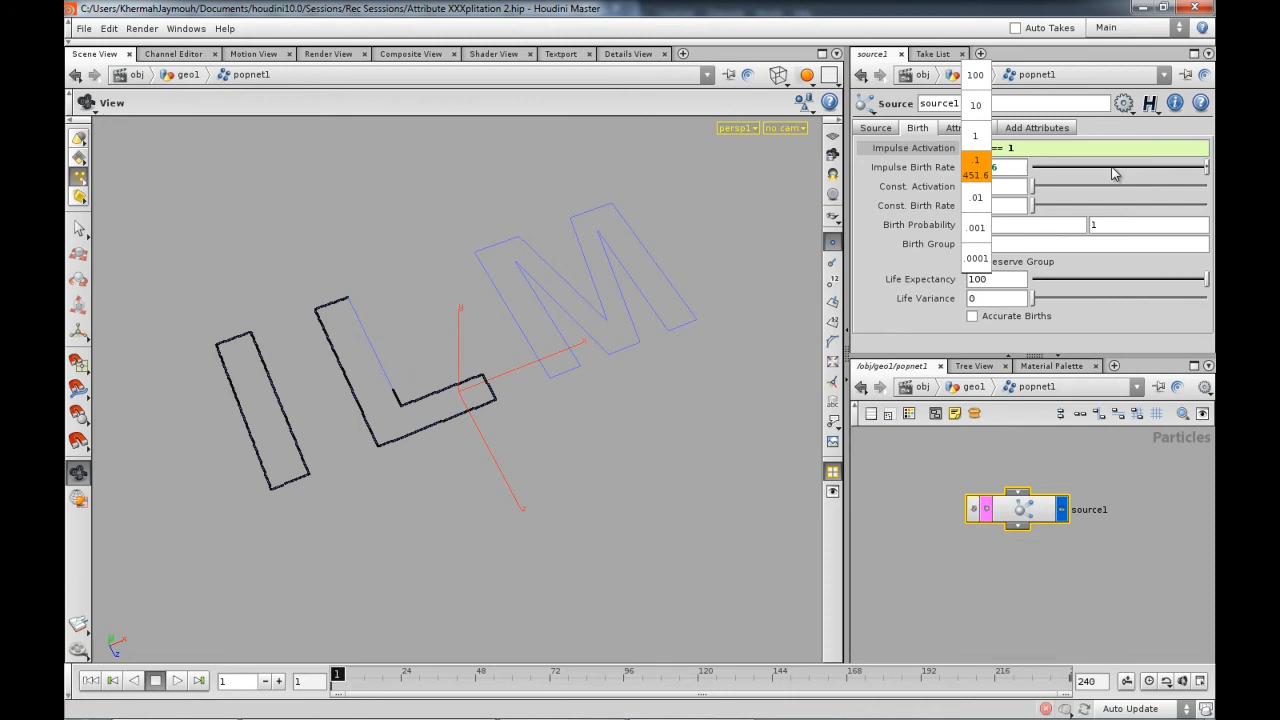 C:/Users/KhermahJaymouh/Documents/houdini10.0/Sessions/Rec Sesssions/Attribute XXXplitation 2.hip - Houdini Master
File Edit Render Windows Help
Auto Takes Main
Scene View Channel Editor Motion View Render View Composite View Shader View Textport Details View
source1 Take List
obj geo1 popnet1
obj popnet1
View
Source source1
persp1 no cam
Source Birth Add Attributes
100
10
1
.1
451.6
.01
.001
.0001
Impulse Activation == 1
Impulse Birth Rate 6
Const. Activation
Const. Birth Rate
Birth Probability 1
Birth Group
reserve Group
Life Expectancy 100
Life Variance 0
Accurate Births
/obj/geo1/popnet1 Tree View Material Palette
obj geo1 popnet1
Particles
source1
y
x
z
1 24 48 72 96 120 144 168 192 216
1 1 240
Auto Update